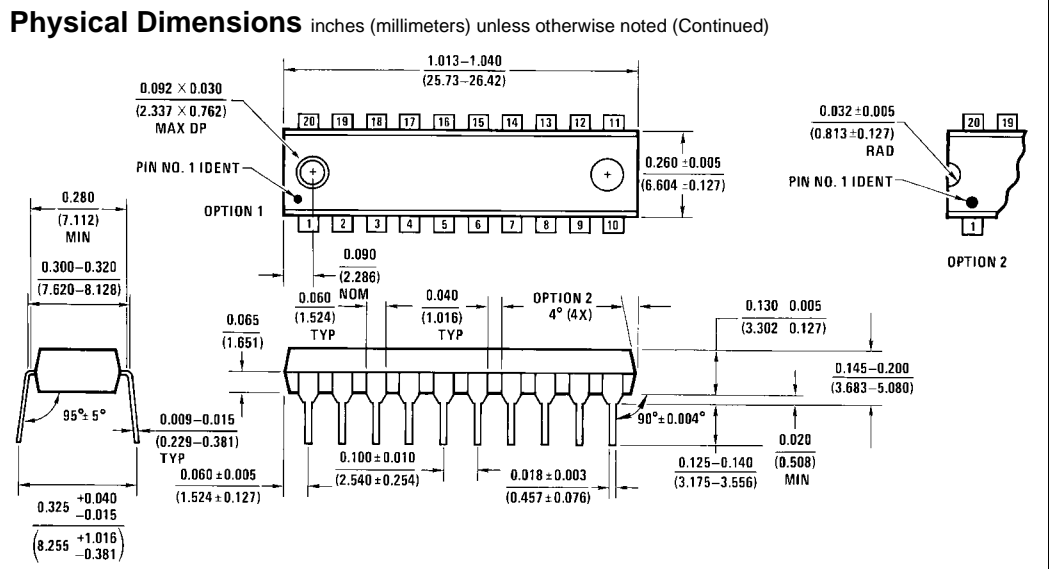 Physical Dimensions inches (millimeters) unless otherwise noted (Continued)
1.013–1.040
(25.73–26.42)
0.092 × 0.030
(2.337 × 0.762)
MAX DP
20 19 18 17 16 15 14 13 12 11
PIN NO. 1 IDENT
OPTION 1
0.260 ±0.005
(6.604 ±0.127)
1 2 3 4 5 6 7 8 9 10
0.032 ±0.005
(0.813±0.127)
RAD
20 19
PIN NO. 1 IDENT
1
OPTION 2
0.280
(7.112)
MIN
0.300–0.320
(7.620–8.128)
0.090
(2.286)
NOM
0.060
(1.524)
TYP
0.040
(1.016)
TYP
OPTION 2
4° (4X)
0.130 0.005
(3.302 0.127)
0.065
(1.651)
0.145–0.200
(3.683–5.080)
95°± 5°
0.009–0.015
(0.229–0.381)
TYP
90°±0.004°
0.020
(0.508)
MIN
0.100 ±0.010
(2.540 ±0.254)
0.018 ±0.003
(0.457 ±0.076)
0.125–0.140
(3.175–3.556)
0.060 ±0.005
(1.524 ±0.127)
0.325 +0.040
−0.015
(8.255 +1.016
−0.381)